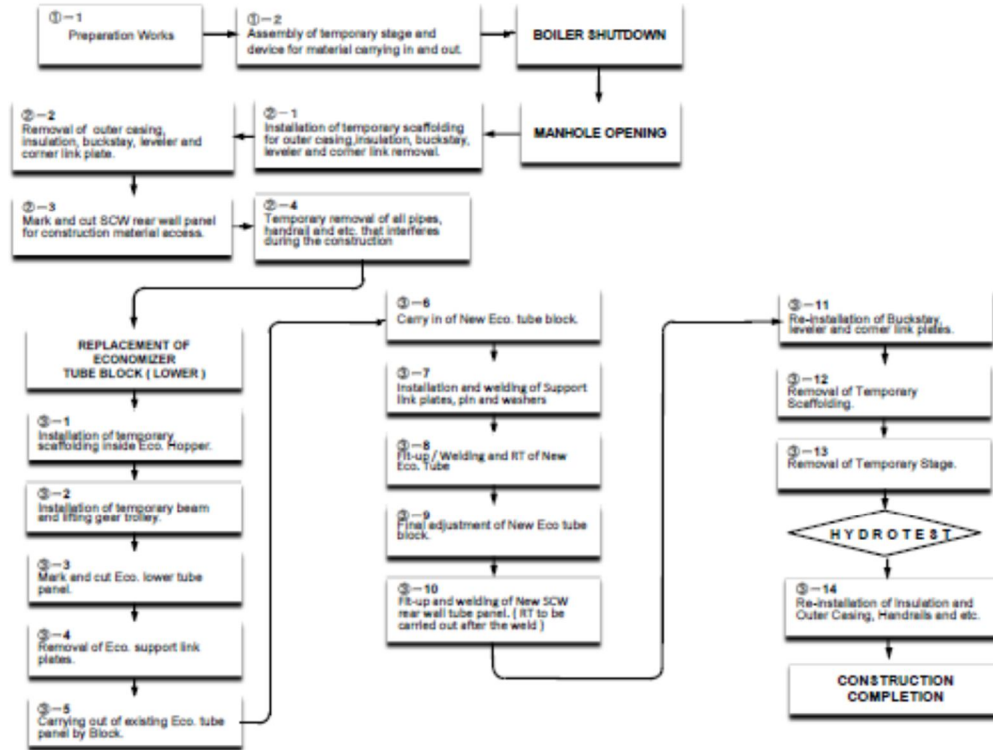 ①－1
Preparation Works
①－2
Assembly of temporary stage and
device for material carrying in and out.
BOILER SHUTDOWN
MANHOLE OPENING
②－1
Installation of temporary scaffolding
for outer casing,insulation, buckstay,
leveler and corner link removal.
②－2
Removal of outer casing,
insulation, buckstay, leveler and
corner link plate.
②－3
Mark and cut SCW rear wall panel
for construction material access.
②－4
Temporary removal of all pipes,
handrail and etc. that interferes
during the construction
REPLACEMENT OF
ECONOMIZER
TUBE BLOCK ( LOWER )
③－1
Installation of temporary
scaffolding inside Eco. Hopper.
③－2
Installation of temporary beam
and lifting gear trolley.
③－3
Mark and cut Eco. lower tube
panel.
③－4
Removal of Eco. support link
plates.
③－5
Carrying out of existing Eco. tube
panel by Block.
③－6
Carry in of New Eco. tube block.
③－7
Installation and welding of Support
link plates, pin and washers
③－8
Fit-up / Welding and RT of New
Eco. Tube
③－9
Final adjustment of New Eco tube
block.
③－10
Fit-up and welding of New SCW
rear wall tube panel. ( RT to be
carried out after the weld )
③－11
Re-installation of Buckstay,
leveler and corner link plates.
③－12
Removal of Temporary
Scaffolding.
③－13
Removal of Temporary Stage.
HYDROTEST
③－14
Re-installation of Insulation and
Outer Casing, Handrails and etc.
CONSTRUCTION
COMPLETION